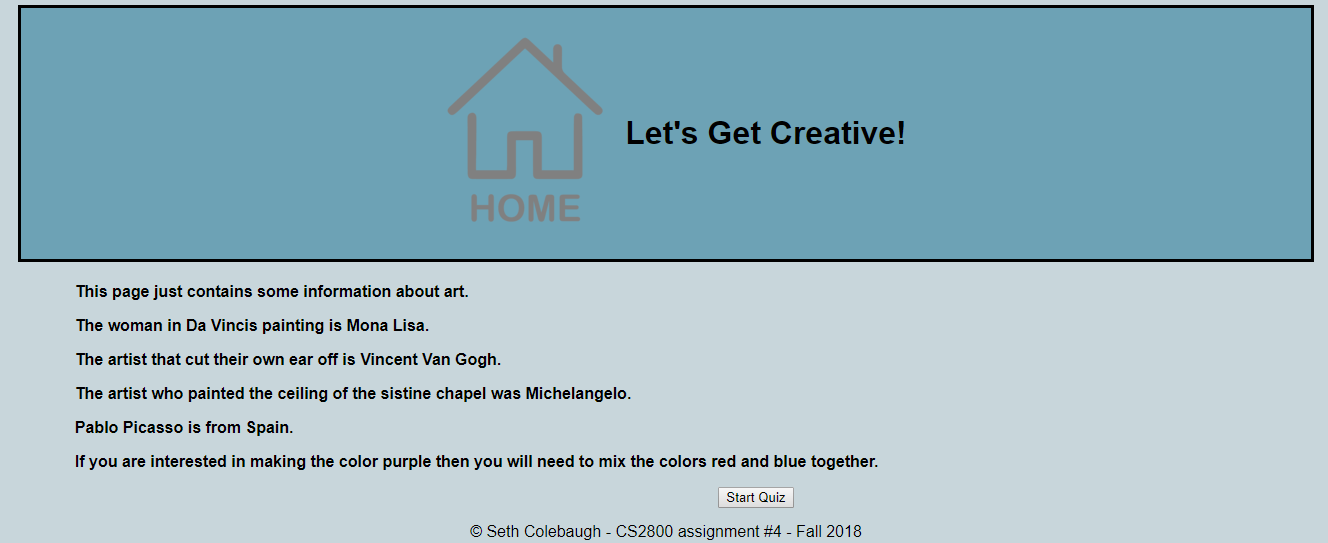 HOME
Let's Get Creative!
This page just contains some information about art.
The woman in Da Vincis painting is Mona Lisa.
The artist that cut their own ear off is Vincent Van Gogh.
The artist who painted the ceiling of the sistine chapel was Michelangelo.
Pablo Picasso is from Spain.
If you are interested in making the color purple then you will need to mix the colors red and blue together.
Start Quiz
© Seth Colebaugh - CS2800 assignment #4 - Fall 2018